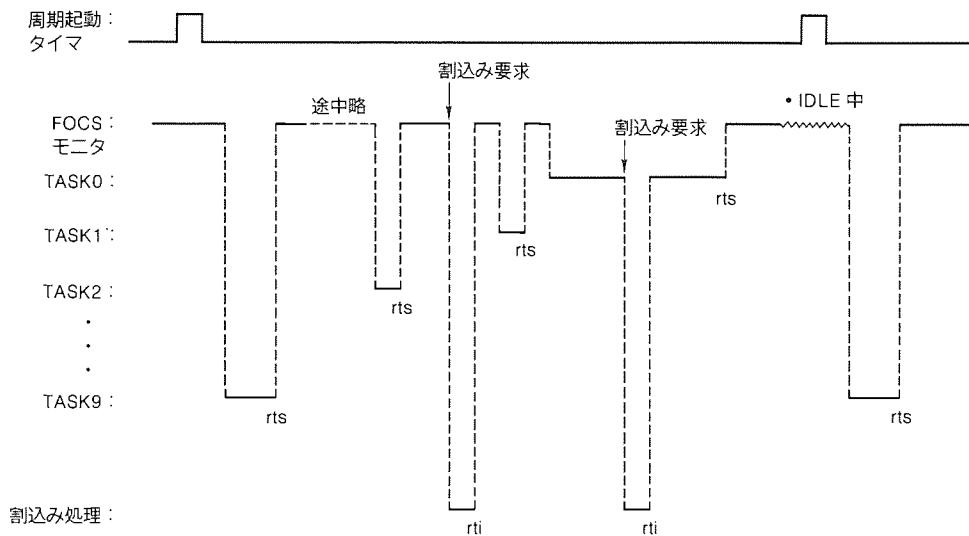 周期起動:
タイマ
割込み要求
途中略
• IDLE 中
FOCS:
モニタ
割込み要求
TASK0:
rts
TASK1:
rts
TASK2:
rts
・
・
・
TASK9:
rts
rts
割込み処理:
rti
rti